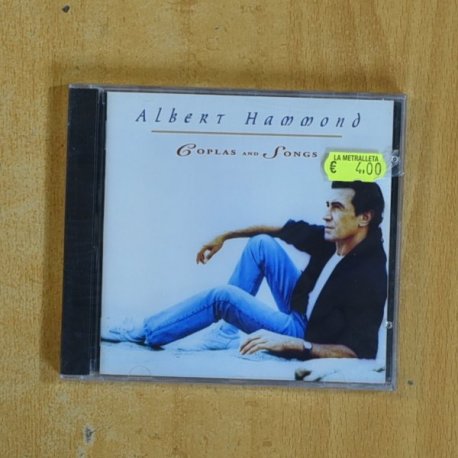 Albert Hammond
Coplas and Songs
LA METRALLETA
€ 4.00